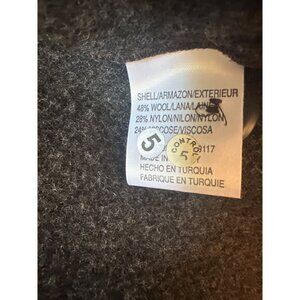 SHELL/ARMAZON/EXTERIEUR
48% WOOL/LANA/LAINE
28% NYLON/NILON/NYLON
24% VISCOSE/VISCOSA
5
CONTROL
5
MADE IN
HECHO EN TURQUIA
FABRIQUE EN TURQUIE